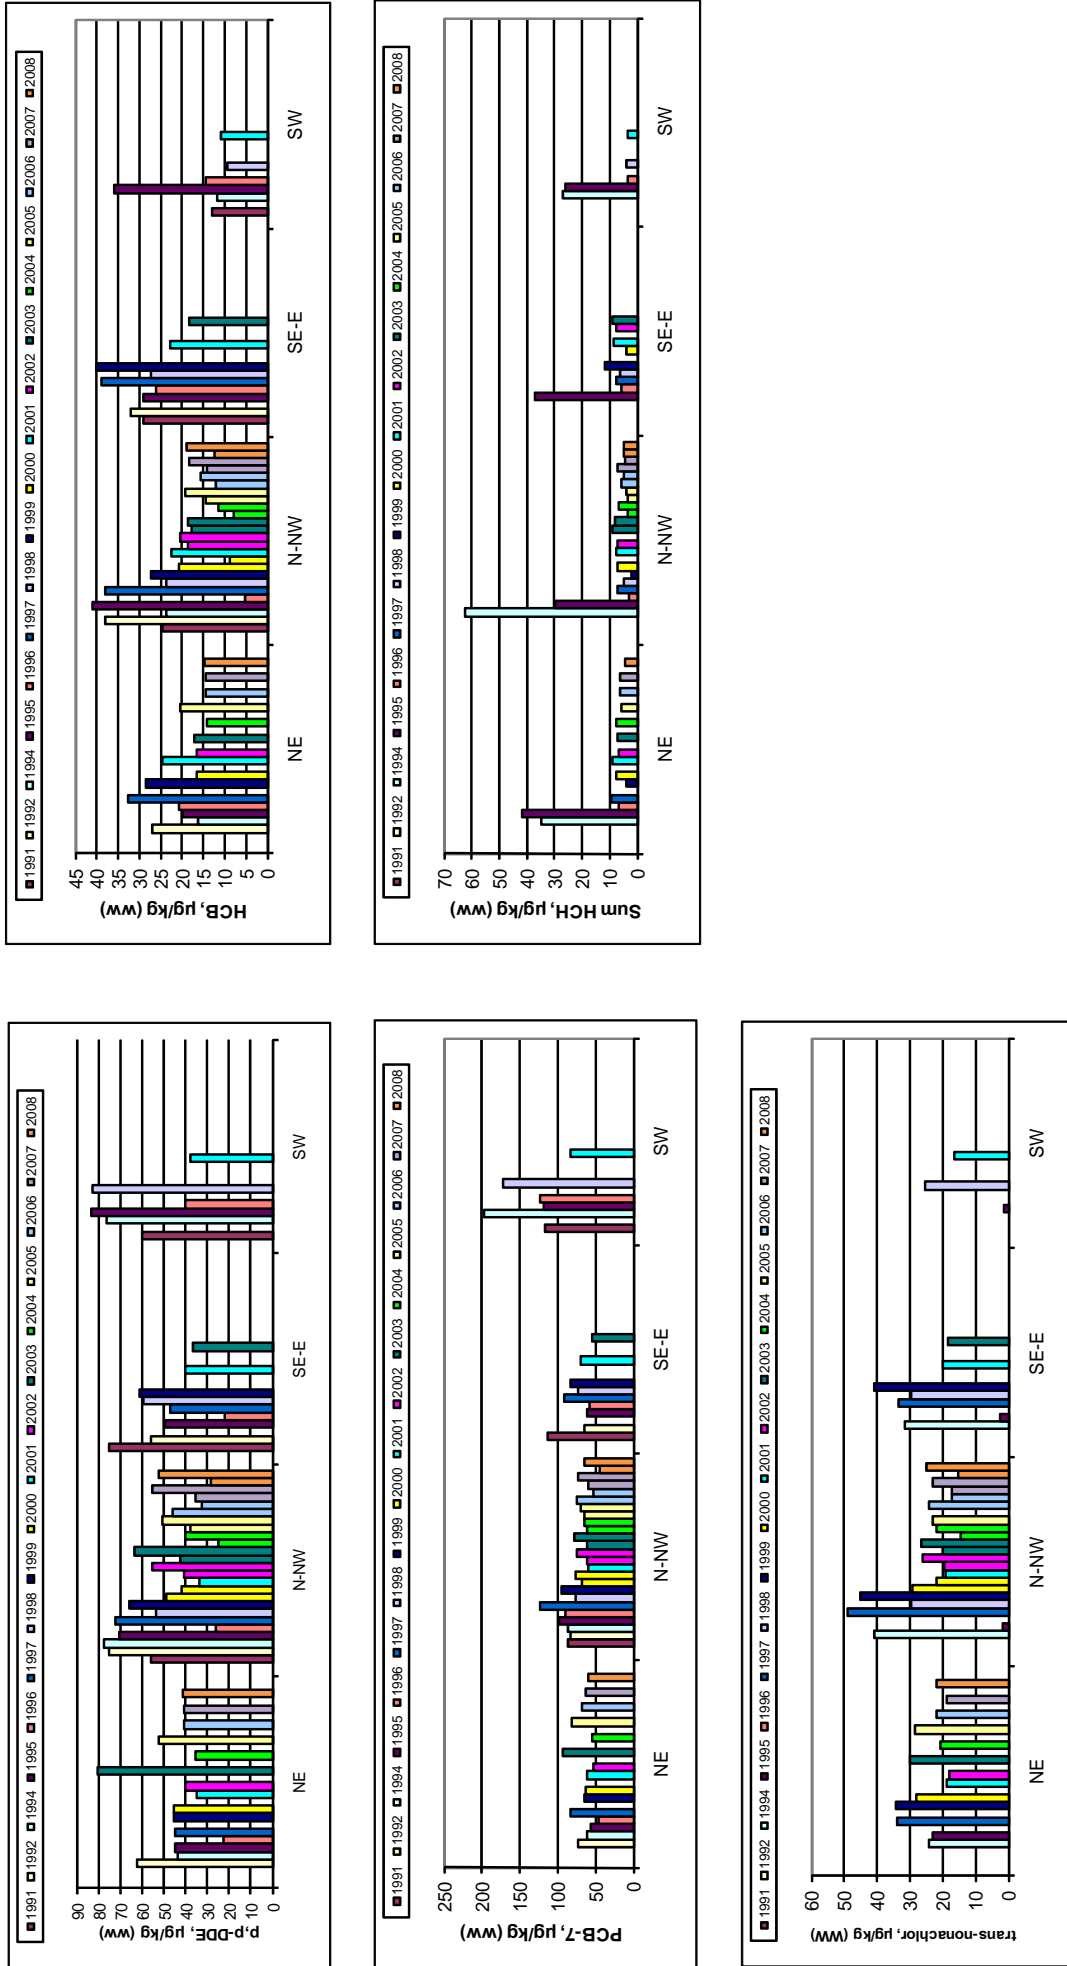 1991 1992 1994 1995 1996 1997 1998 1999 2000 2001 2002 2003 2004 2005 2006 2007 2008
p,p-DDE, µg/kg (ww)
90
80
70
60
50
40
30
20
10
0
NE N-NW SE-E SW
1991 1992 1994 1995 1996 1997 1998 1999 2000 2001 2002 2003 2004 2005 2006 2007 2008
HCB, µg/kg (ww)
45
40
35
30
25
20
15
10
5
0
NE N-NW SE-E SW
1991 1992 1994 1995 1996 1997 1998 1999 2000 2001 2002 2003 2004 2005 2006 2007 2008
PCB-7, µg/kg (ww)
250
200
150
100
50
0
NE N-NW SE-E SW
1991 1992 1994 1995 1996 1997 1998 1999 2000 2001 2002 2003 2004 2005 2006 2007 2008
Sum HCH, µg/kg (ww)
70
60
50
40
30
20
10
0
NE N-NW SE-E SW
1991 1992 1994 1995 1996 1997 1998 1999 2000 2001 2002 2003 2004 2005 2006 2007 2008
trans-nonachlor, µg/kg (ww)
60
50
40
30
20
10
0
NE N-NW SE-E SW